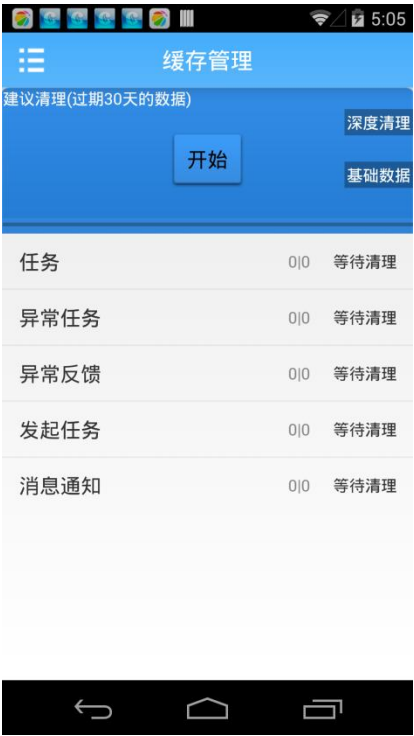 5:05
缓存管理
建议清理(过期30天的数据)
深度清理
开始
基础数据
任务 0|0 等待清理
异常任务 0|0 等待清理
异常反馈 0|0 等待清理
发起任务 0|0 等待清理
消息通知 0|0 等待清理